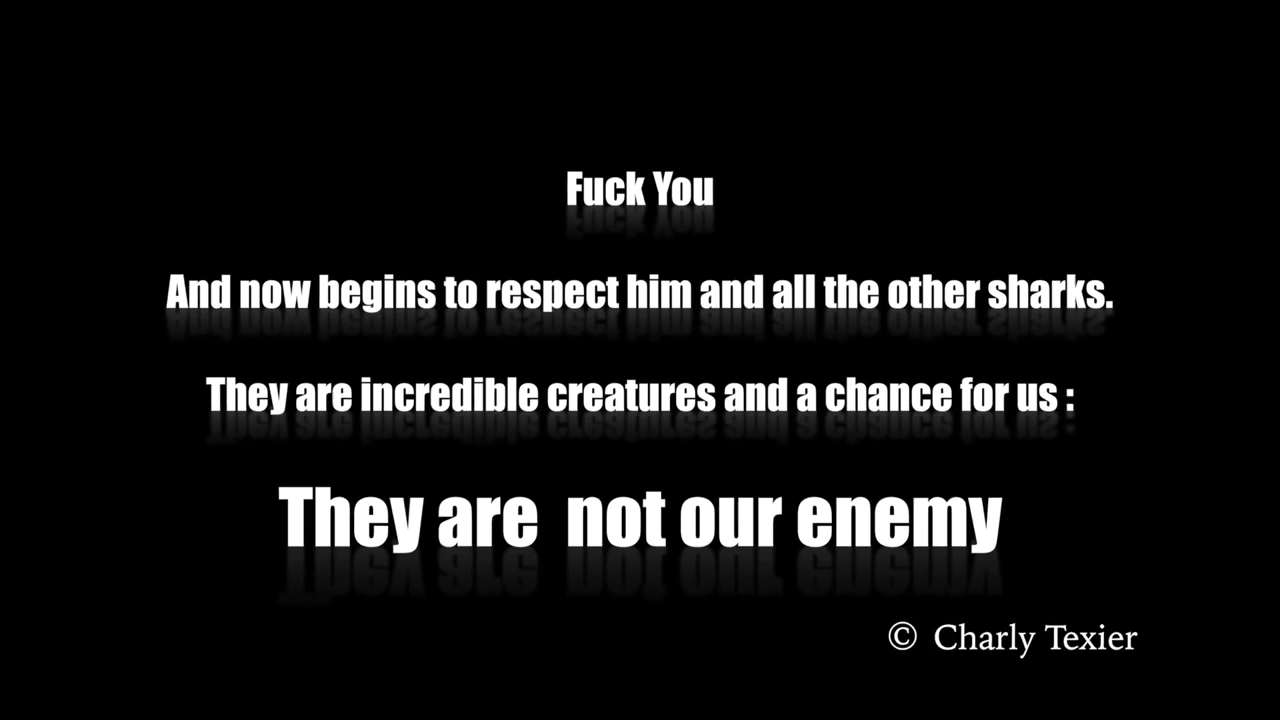 Fuck You
And now begins to respect him and all the other sharks.
They are incredible creatures and a chance for us :
They are  not our enemy
© Charly Texier